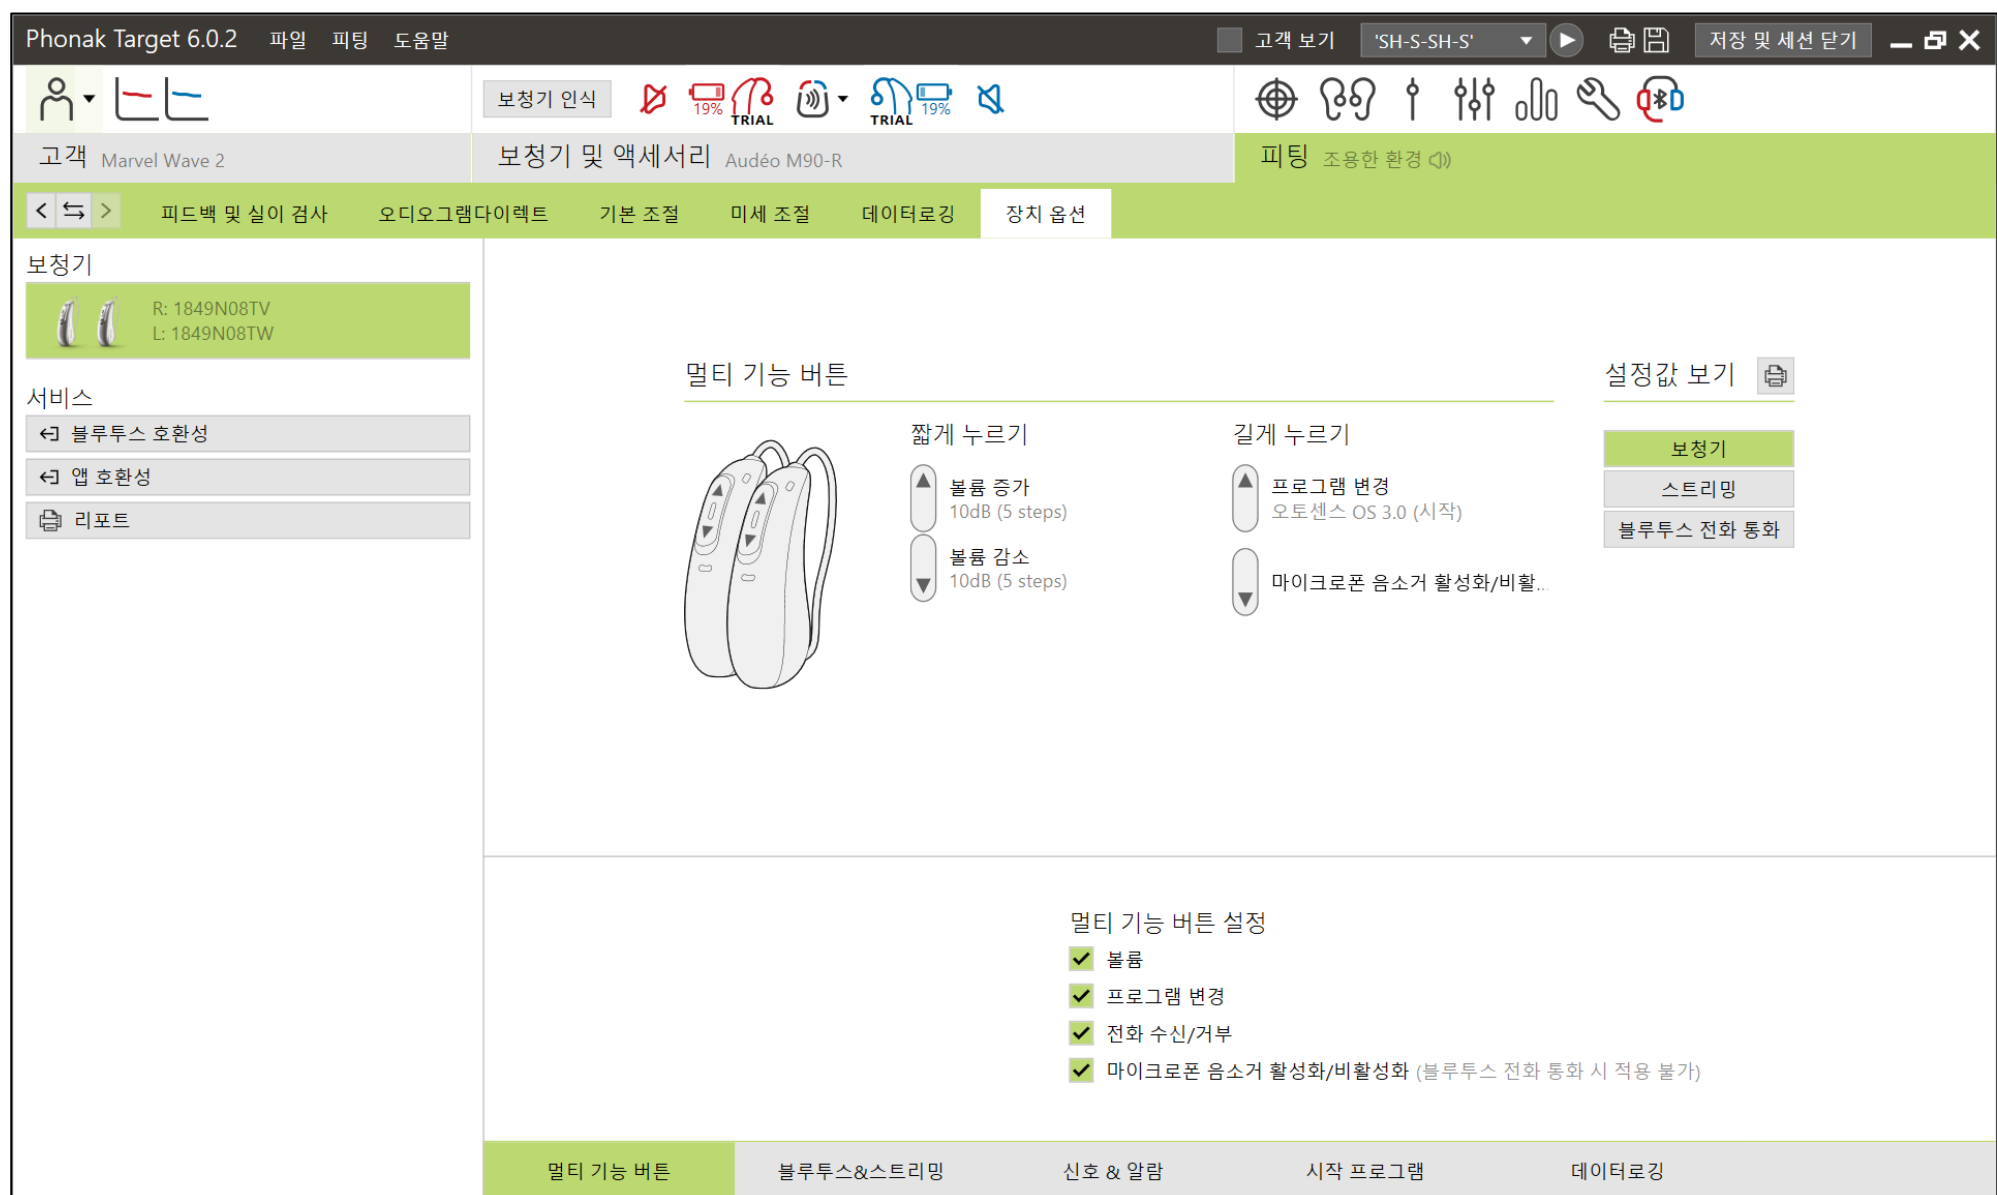 Phonak Target 6.0.2 파일 피팅 도움말 고객 보기 'SH-S-SH-S' 저장 및 세션 닫기
보청기 인식 19% TRIAL TRIAL 19%
고객 Marvel Wave 2 보청기 및 액세서리 Audéo M90-R 피팅 조용한 환경
피드백 및 실이 검사 오디오그램다이렉트 기본 조절 미세 조절 데이터로깅 장치 옵션
보청기
R: 1849N08TV
L: 1849N08TW
서비스
블루투스 호환성
앱 호환성
리포트
멀티 기능 버튼
짧게 누르기
볼륨 증가
10dB (5 steps)
볼륨 감소
10dB (5 steps)
길게 누르기
프로그램 변경
오토센스 OS 3.0 (시작)
마이크로폰 음소거 활성화/비활...
설정값 보기
보청기
스트리밍
블루투스 전화 통화
멀티 기능 버튼 설정
볼륨
프로그램 변경
전화 수신/거부
마이크로폰 음소거 활성화/비활성화 (블루투스 전화 통화 시 적용 불가)
멀티 기능 버튼 블루투스&스트리밍 신호 & 알람 시작 프로그램 데이터로깅